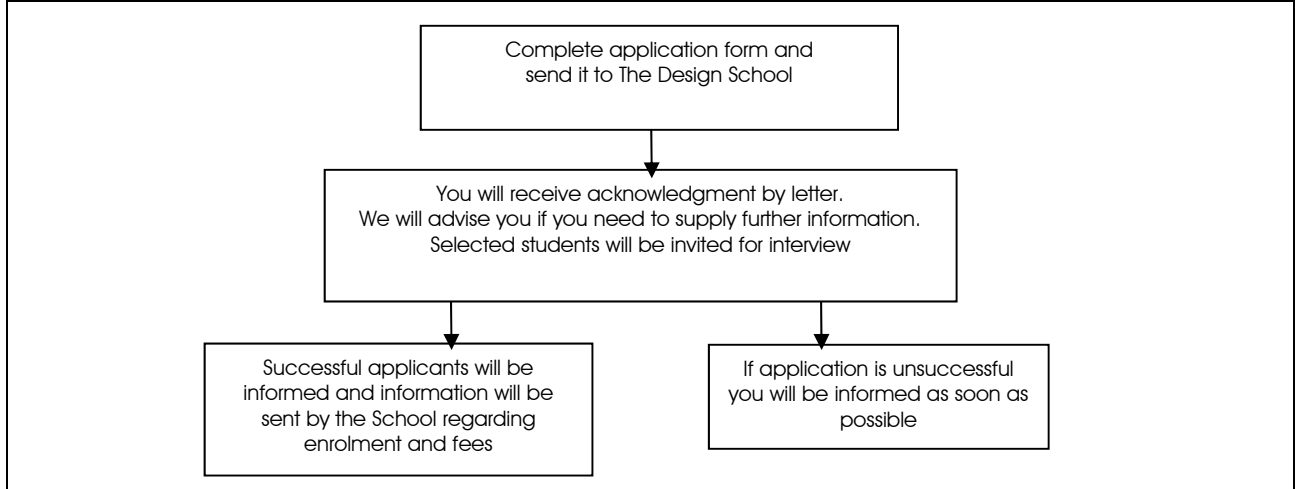 Complete application form and
send it to The Design School
You will receive acknowledgment by letter.
We will advise you if you need to supply further information.
Selected students will be invited for interview
Successful applicants will be
informed and information will be
sent by the School regarding
enrolment and fees
If application is unsuccessful
you will be informed as soon as
possible